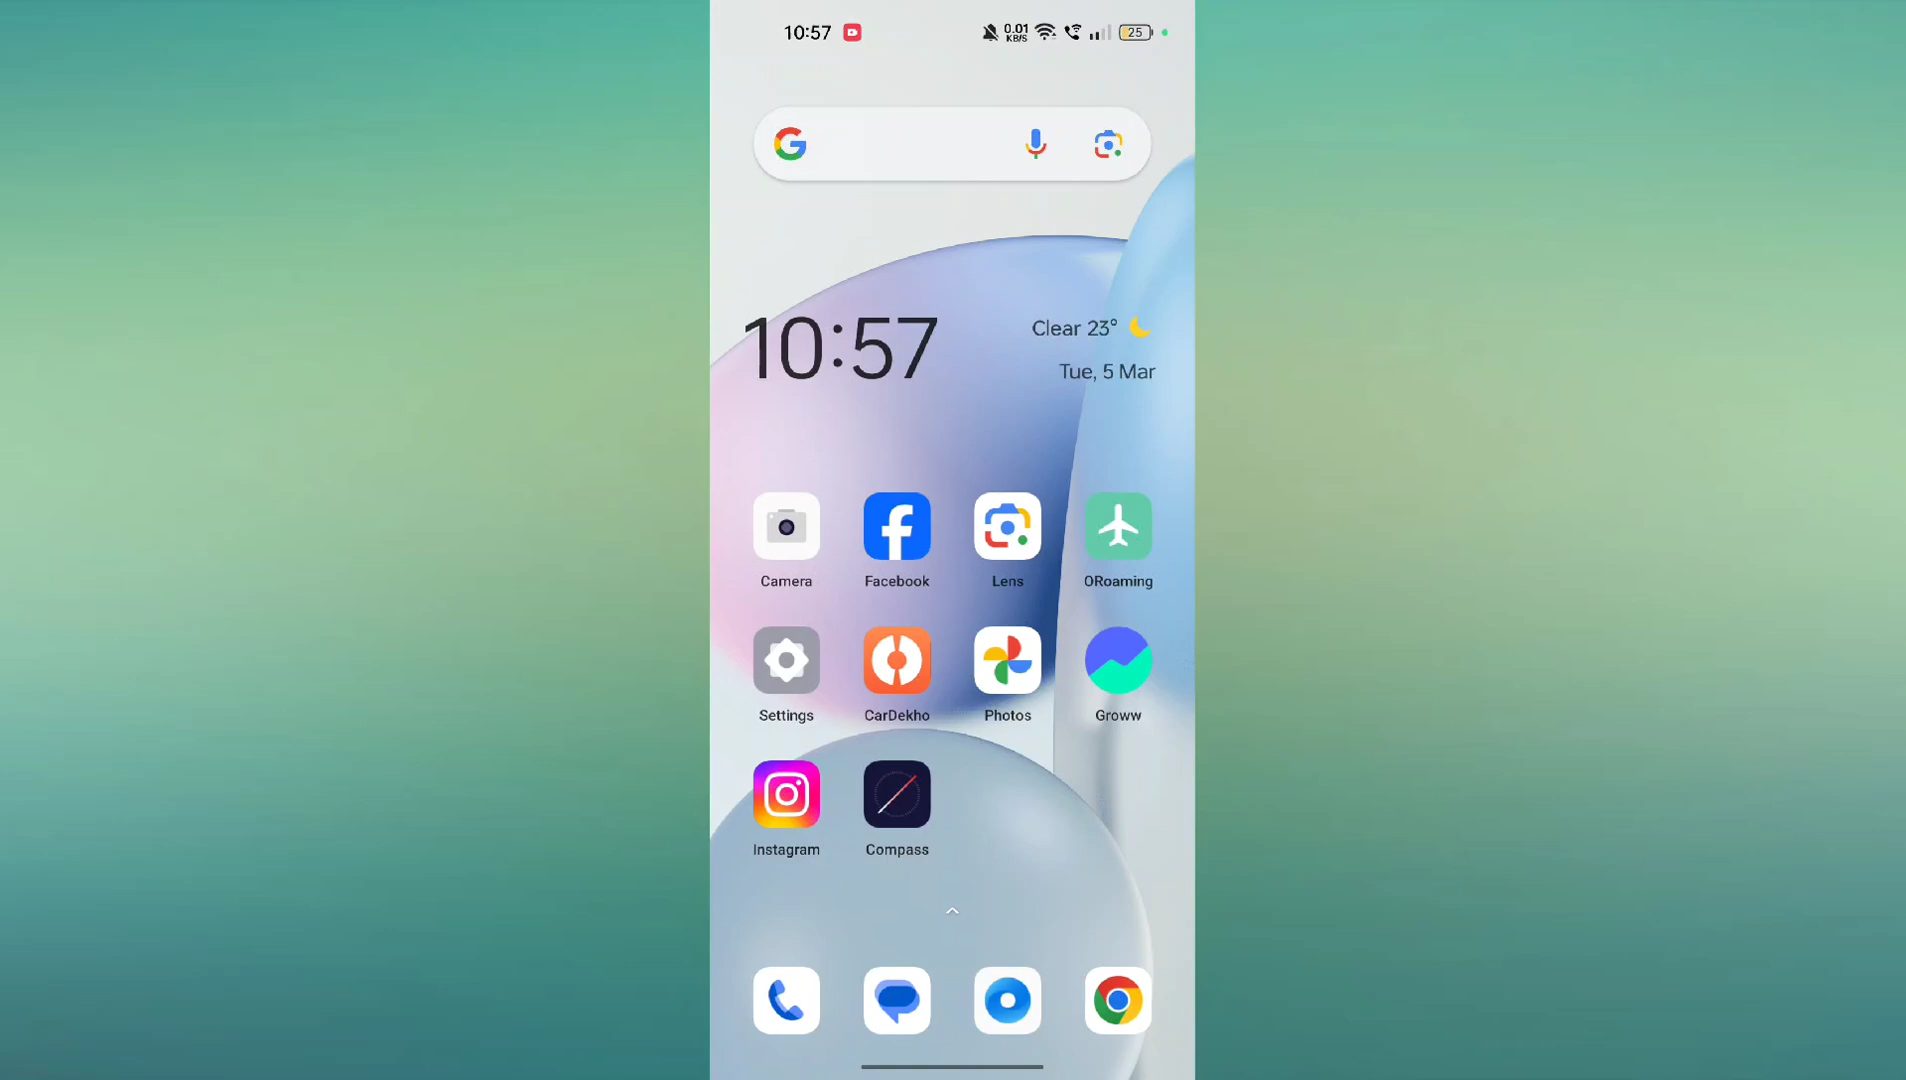 10:57
0.01
KB/S
25
10:57
Clear 23°
Tue, 5 Mar
Camera
Facebook
Lens
ORoaming
Settings
CarDekho
Photos
Groww
Instagram
Compass